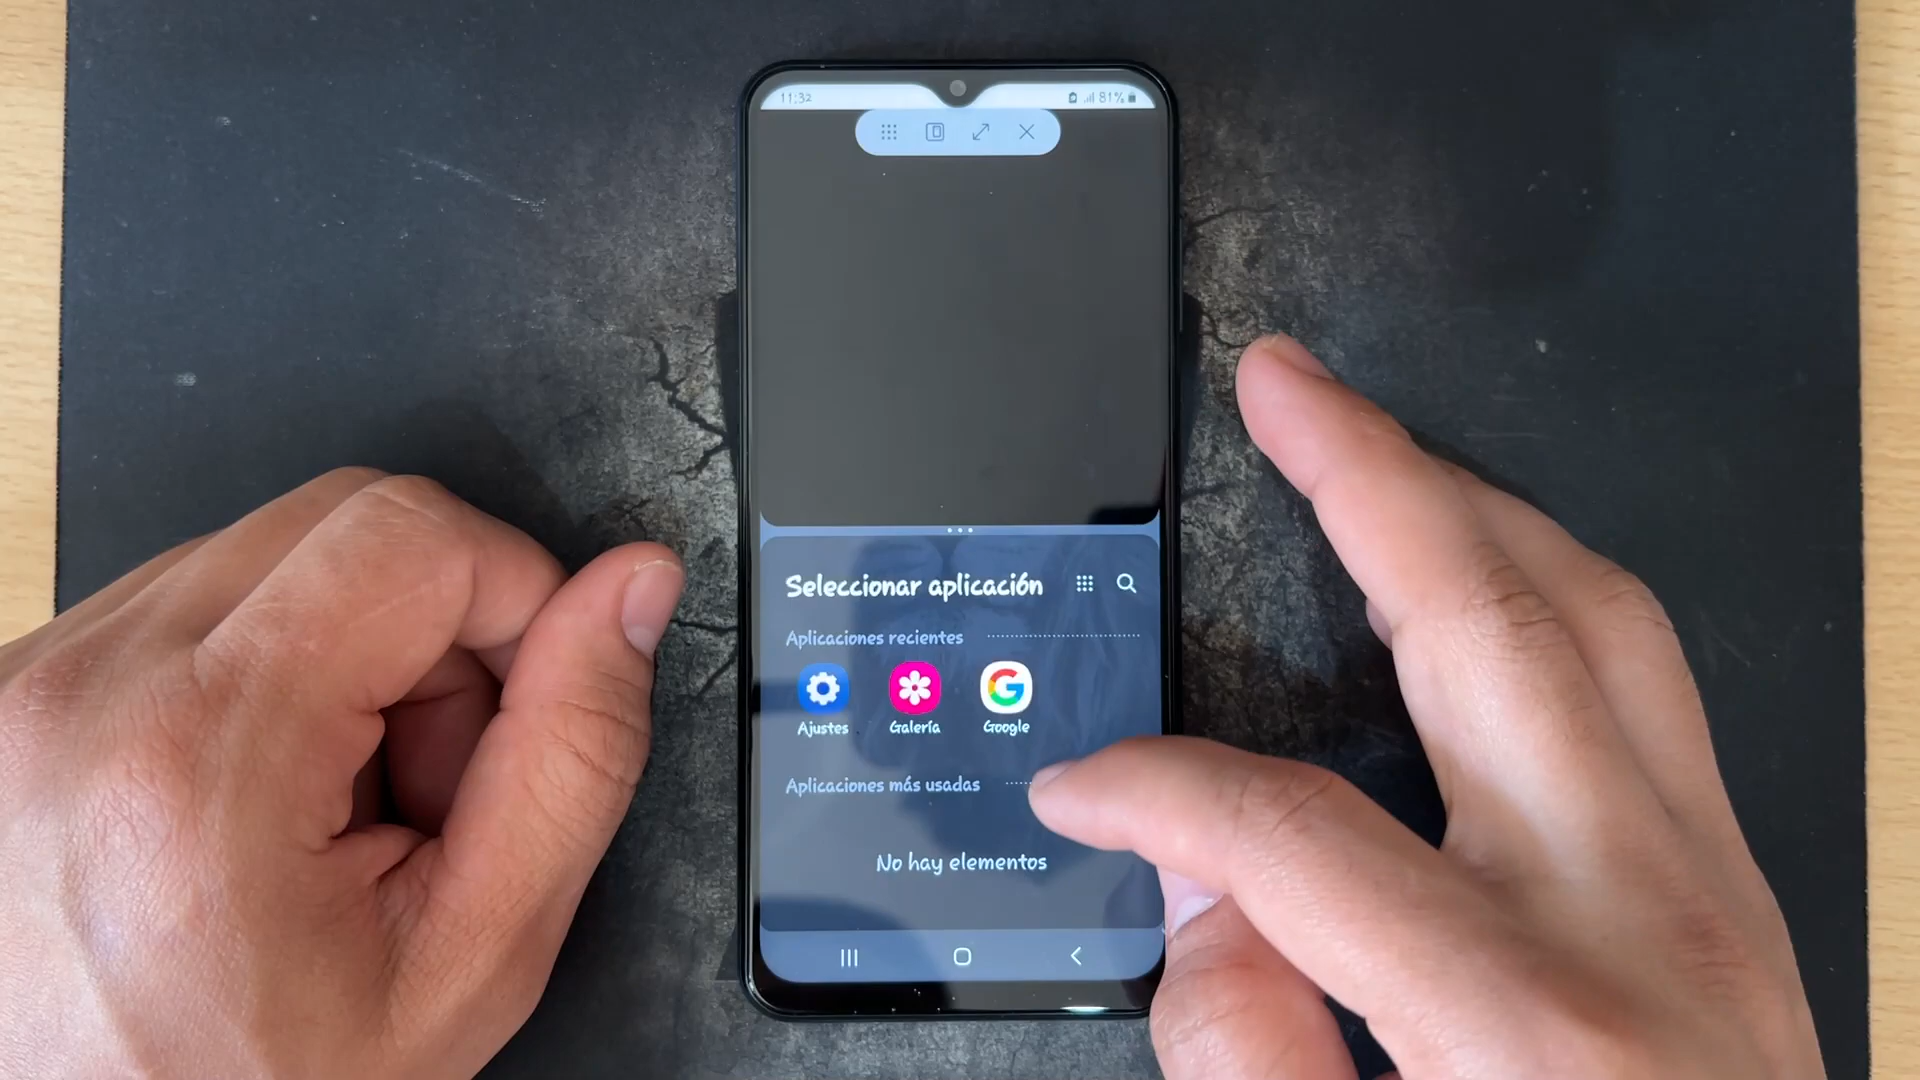 11:32 81%
Seleccionar aplicación
Aplicaciones recientes
Ajustes Galería Google
Aplicaciones más usadas
No hay elementos